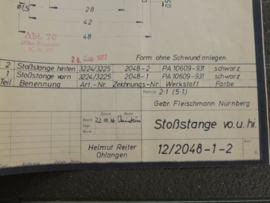 28
42
48
Abt. 70
Form ohne Schwund anlegen
2 Stoßstange hinten 3224/3225 2048-2 PA 10609-931 schwarz
1 Stoßstange vorn 3224/3225 2048-1 PA 10609-931 schwarz
Teil Benennung Art.-Nr. Zeichnungs-Nr. Werkstoff Farbe
2:1 (5:1)
Gebr. Fleischmann Nürnberg
Stoßstange vo. u. hi.
Helmut Reiter
Ohlangen
12/2048-1-2